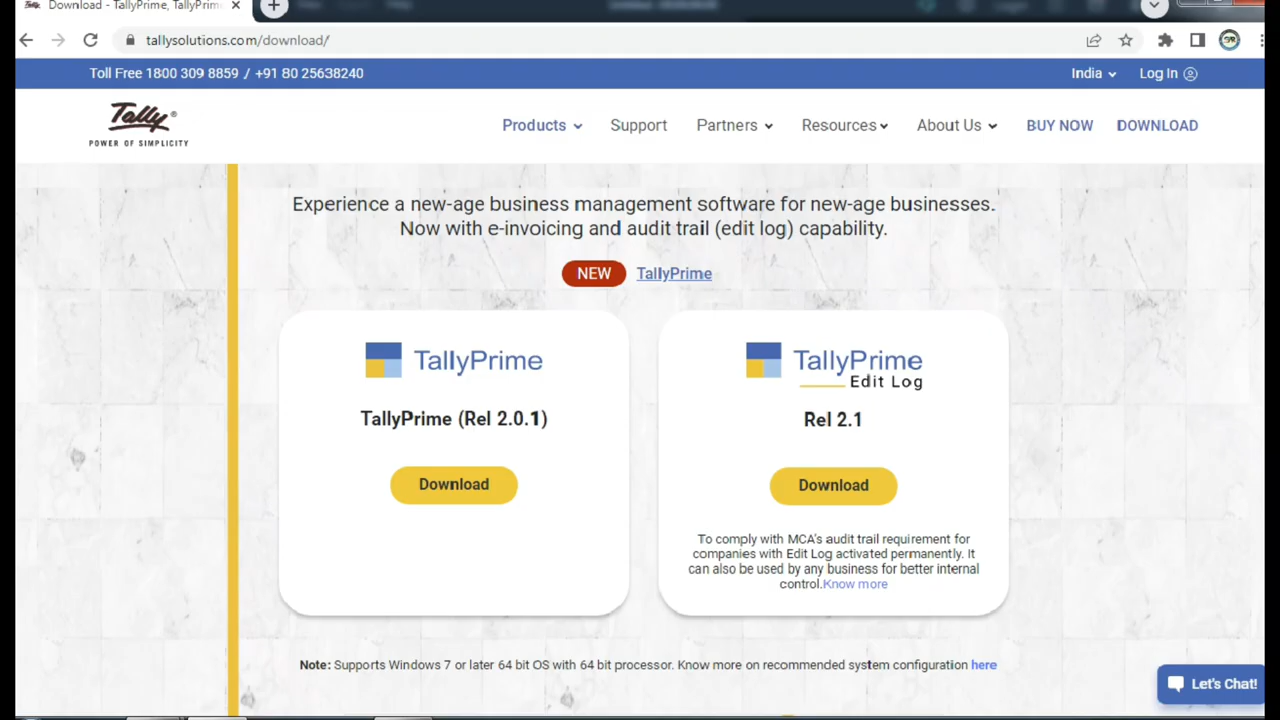 Download - TallyPrime, TallyPrim
tallysolutions.com/download/
Toll Free 1800 309 8859 / +91 80 25638240
India
Log In
Tally
POWER OF SIMPLICITY
Products
Support
Partners
Resources
About Us
BUY NOW
DOWNLOAD
Experience a new-age business management software for new-age businesses.
Now with e-invoicing and audit trail (edit log) capability.
NEW TallyPrime
TallyPrime
TallyPrime (Rel 2.0.1)
Download
TallyPrime
Edit Log
Rel 2.1
Download
To comply with MCA's audit trail requirement for
companies with Edit Log activated permanently. It
can also be used by any business for better internal
control.Know more
Note: Supports Windows 7 or later 64 bit OS with 64 bit processor. Know more on recommended system configuration here
Let's Chat!